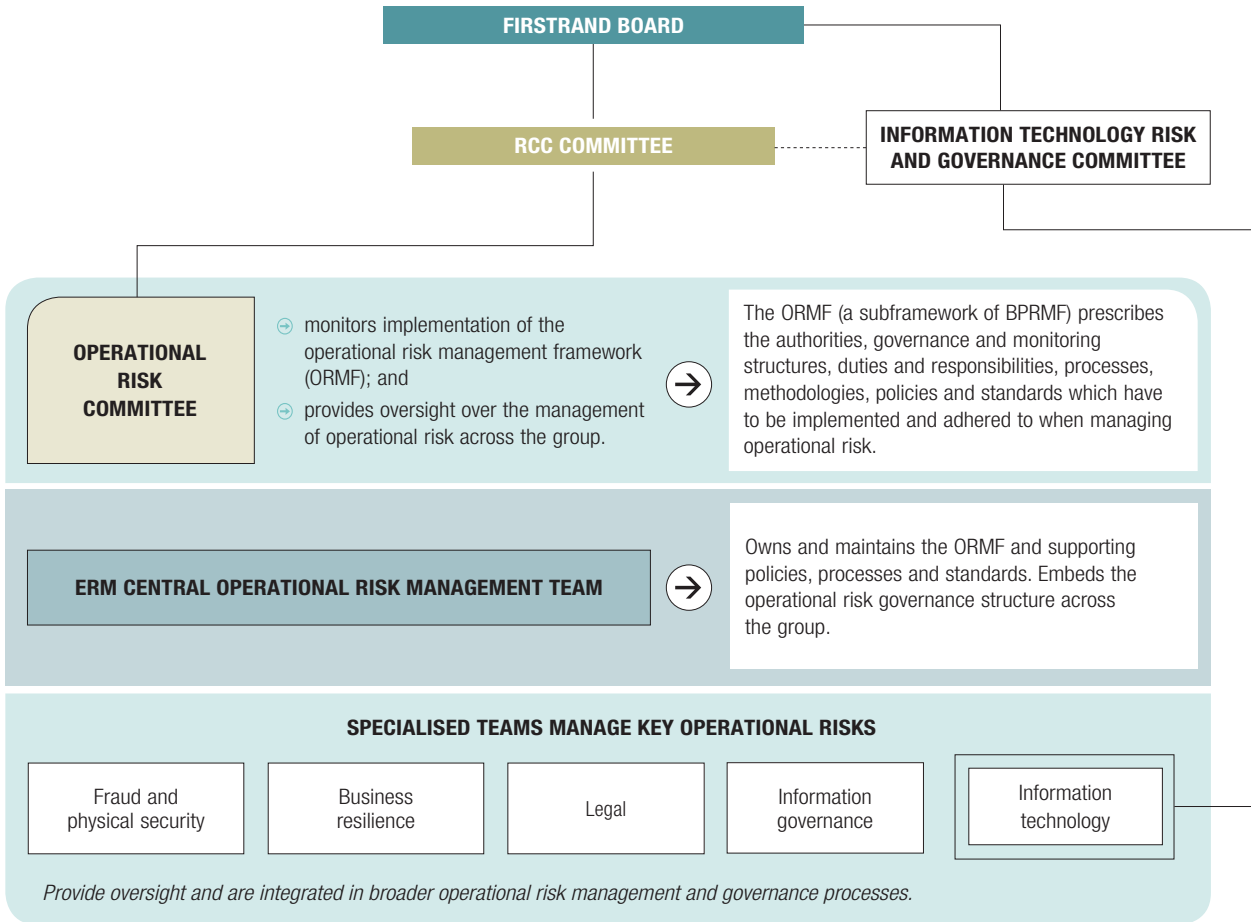 FIRSTRAND BOARD
RCC COMMITTEE
INFORMATION TECHNOLOGY RISK
AND GOVERNANCE COMMITTEE
OPERATIONAL
RISK
COMMITTEE
monitors implementation of the
operational risk management framework
(ORMF); and
provides oversight over the management
of operational risk across the group.
The ORMF (a subframework of BPRMF) prescribes
the authorities, governance and monitoring
structures, duties and responsibilities, processes,
methodologies, policies and standards which have
to be implemented and adhered to when managing
operational risk.
ERM CENTRAL OPERATIONAL RISK MANAGEMENT TEAM
Owns and maintains the ORMF and supporting
policies, processes and standards. Embeds the
operational risk governance structure across
the group.
SPECIALISED TEAMS MANAGE KEY OPERATIONAL RISKS
Fraud and
physical security
Business
resilience
Legal
Information
governance
Information
technology
Provide oversight and are integrated in broader operational risk management and governance processes.